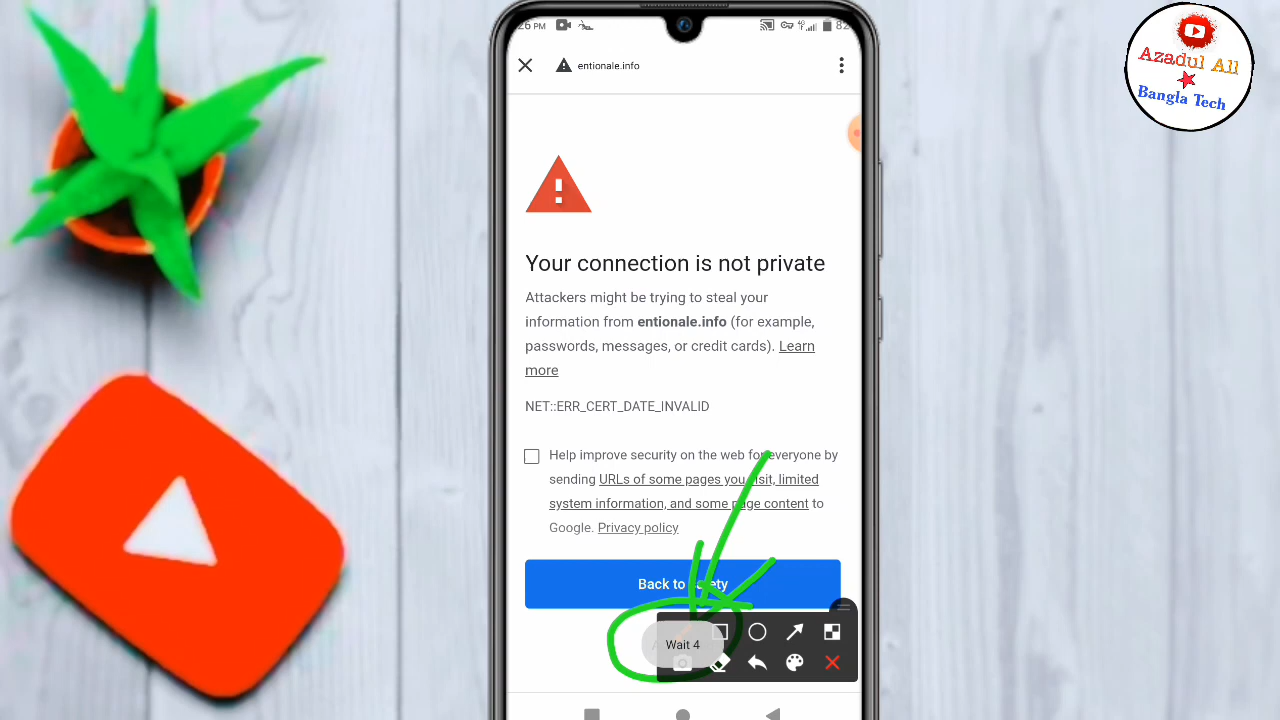 26 PM
82
entionale.info
Azadul All
Bangla Tech
Your connection is not private
Attackers might be trying to steal your
information from entionale.info (for example,
passwords, messages, or credit cards). Learn
more
NET::ERR_CERT_DATE_INVALID
Help improve security on the web for everyone by
sending URLs of some pages you visit, limited
system information, and some page content to
Google. Privacy policy
Back to safety
Wait 4